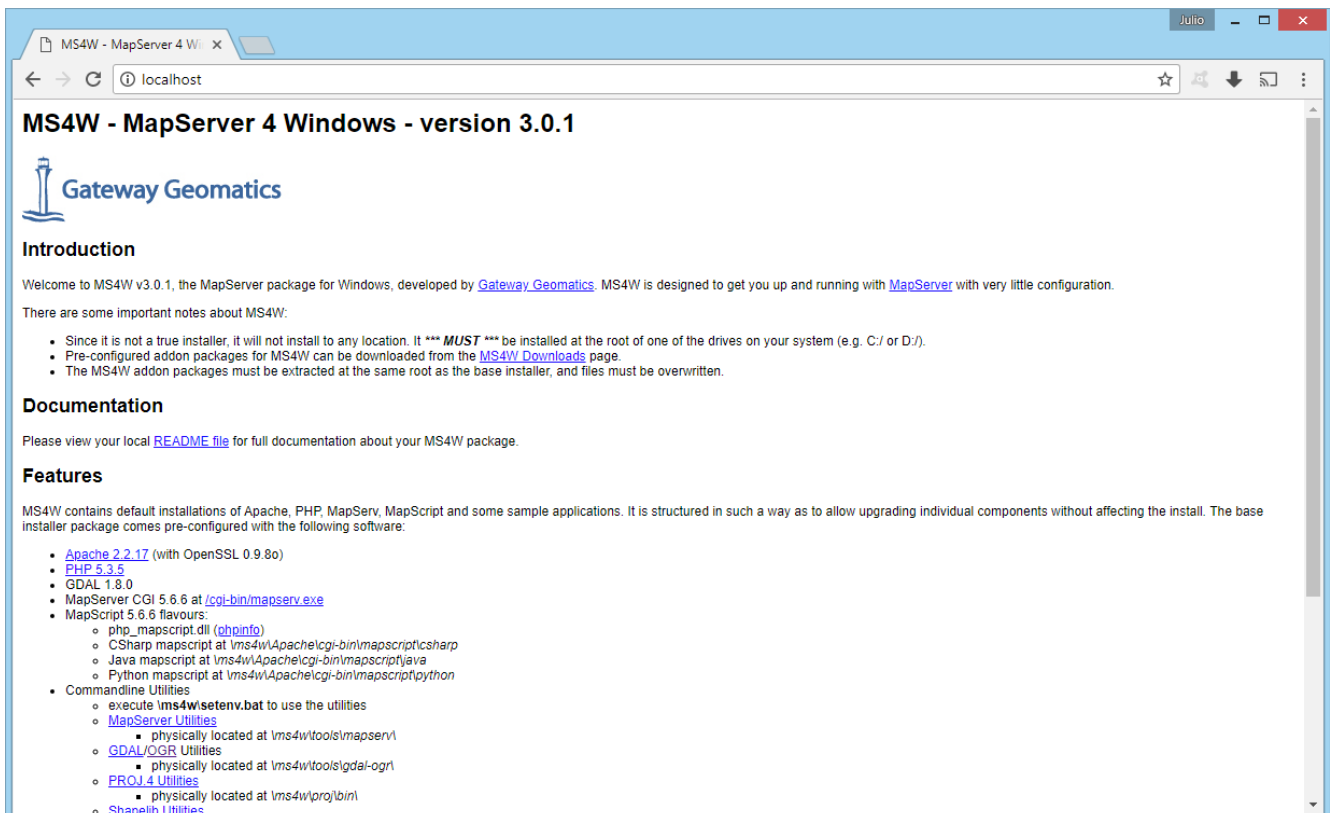 Julio
MS4W - MapServer 4 Wi
localhost
MS4W - MapServer 4 Windows - version 3.0.1
Gateway Geomatics
Introduction
Welcome to MS4W v3.0.1, the MapServer package for Windows, developed by Gateway Geomatics. MS4W is designed to get you up and running with MapServer with very little configuration.
There are some important notes about MS4W:
Since it is not a true installer, it will not install to any location. It *** MUST *** be installed at the root of one of the drives on your system (e.g. C:/ or D:/).
Pre-configured addon packages for MS4W can be downloaded from the MS4W Downloads page.
The MS4W addon packages must be extracted at the same root as the base installer, and files must be overwritten.
Documentation
Please view your local README file for full documentation about your MS4W package.
Features
MS4W contains default installations of Apache, PHP, MapServ, MapScript and some sample applications. It is structured in such a way as to allow upgrading individual components without affecting the install. The base
installer package comes pre-configured with the following software:
Apache 2.2.17 (with OpenSSL 0.9.8o)
PHP 5.3.5
GDAL 1.8.0
MapServer CGI 5.6.6 at /cgi-bin/mapserv.exe
MapScript 5.6.6 flavours:
php_mapscript.dll (phpinfo)
CSharp mapscript at \ms4w\Apache\cgi-bin\mapscript\csharp
Java mapscript at \ms4w\Apache\cgi-bin\mapscript\java
Python mapscript at \ms4w\Apache\cgi-bin\mapscript\python
Commandline Utilities
execute \ms4w\setenv.bat to use the utilities
MapServer Utilities
physically located at \ms4w\tools\mapserv\
GDAL/OGR Utilities
physically located at \ms4w\tools\gdal-ogr\
PROJ.4 Utilities
physically located at \ms4w\proj\bin\
Shapelib Utilities